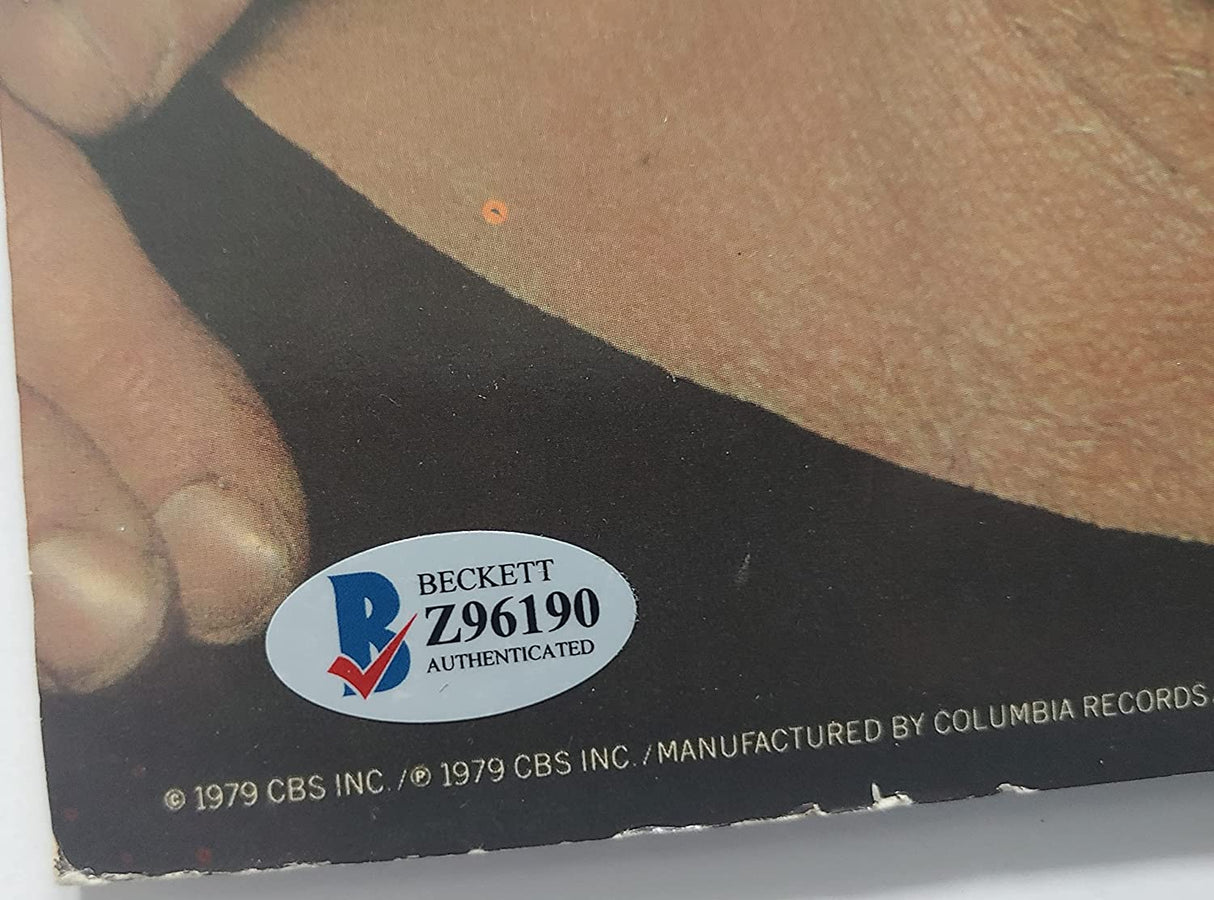 BECKETT
Z96190
AUTHENTICATED
© 1979 CBS INC./℗ 1979 CBS INC./MANUFACTURED BY COLUMBIA RECORDS.